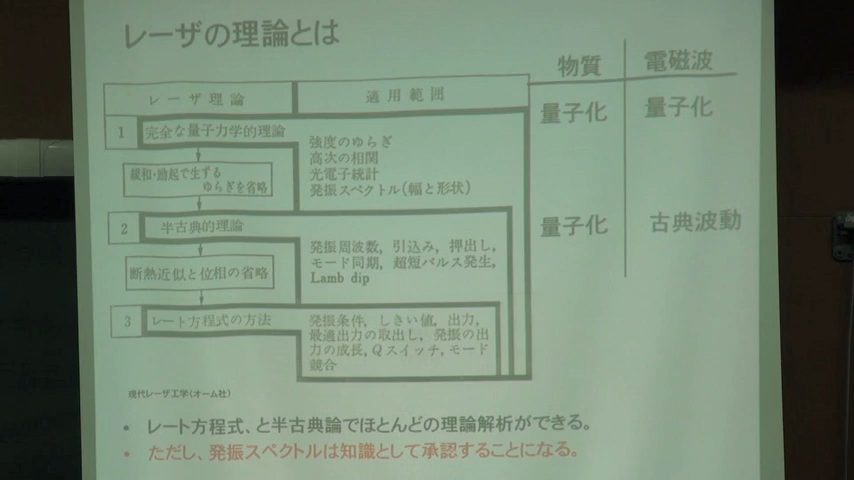 レーザの理論とは
物質 電磁波
量子化 量子化
量子化 古典波動
レーザ理論 適用範囲
1 完全な量子力学的理論
強度のゆらぎ
高次の相関
光電子統計
発振スペクトル(幅と形状)
緩和・励起で生ずる
ゆらぎを省略
2 半古典的理論
発振周波数, 引込み, 押出し,
モード同期, 超短パルス発生,
Lamb dip
断熱近似と位相の省略
3 レート方程式の方法
発振条件, しきい値, 出力,
最適出力の取出し, 発振の出
力の成長, Qスイッチ, モード
競合
現代レーザ工学(オーム社)
• レート方程式、と半古典論でほとんどの理論解析ができる。
• ただし、発振スペクトルは知識として承認することになる。